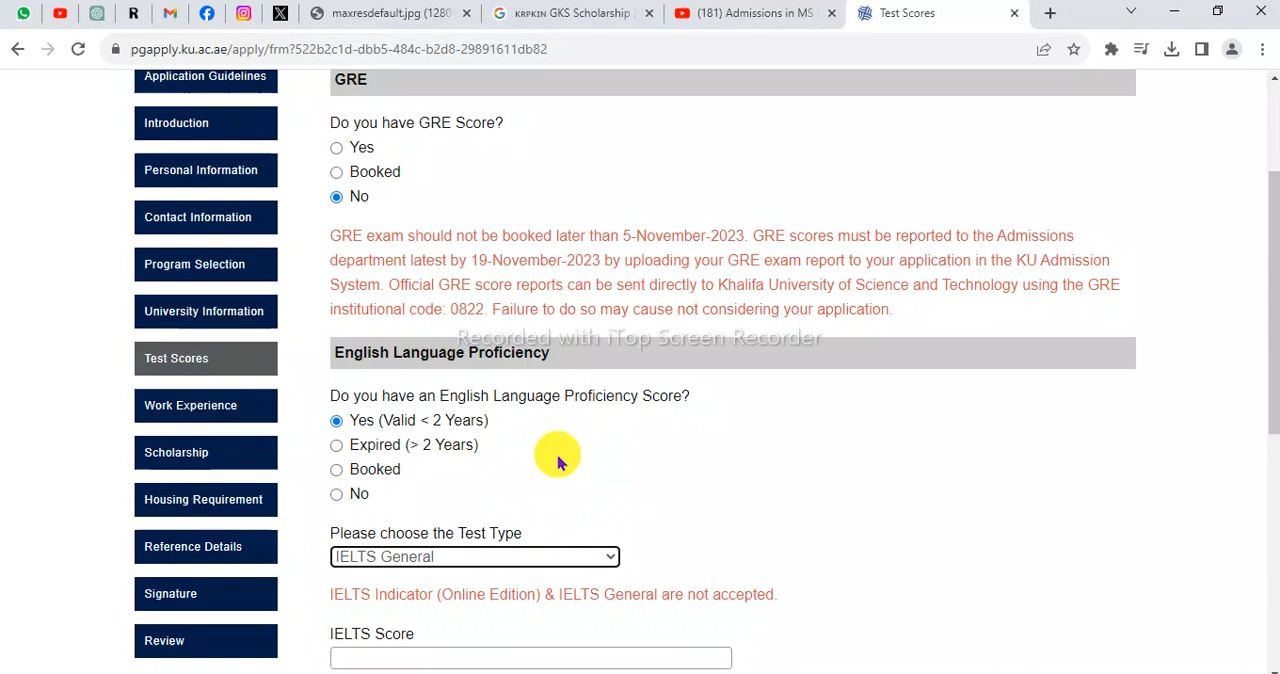 maxresdefault.jpg (1280
KRPKIN GKS Scholarship
(181) Admissions in MS
Test Scores
pgapply.ku.ac.ae/apply/frm?522b2c1d-dbb5-484c-b2d8-29891611db82
Application Guidelines
Introduction
Personal Information
Contact Information
Program Selection
University Information
Test Scores
Work Experience
Scholarship
Housing Requirement
Reference Details
Signature
Review
GRE
Do you have GRE Score?
Yes
Booked
No
GRE exam should not be booked later than 5-November-2023. GRE scores must be reported to the Admissions
department latest by 19-November-2023 by uploading your GRE exam report to your application in the KU Admission
System. Official GRE score reports can be sent directly to Khalifa University of Science and Technology using the GRE
institutional code: 0822. Failure to do so may cause not considering your application.
Recorded with iTop Screen Recorder
English Language Proficiency
Do you have an English Language Proficiency Score?
Yes (Valid < 2 Years)
Expired (> 2 Years)
Booked
No
Please choose the Test Type
IELTS General
IELTS Indicator (Online Edition) & IELTS General are not accepted.
IELTS Score